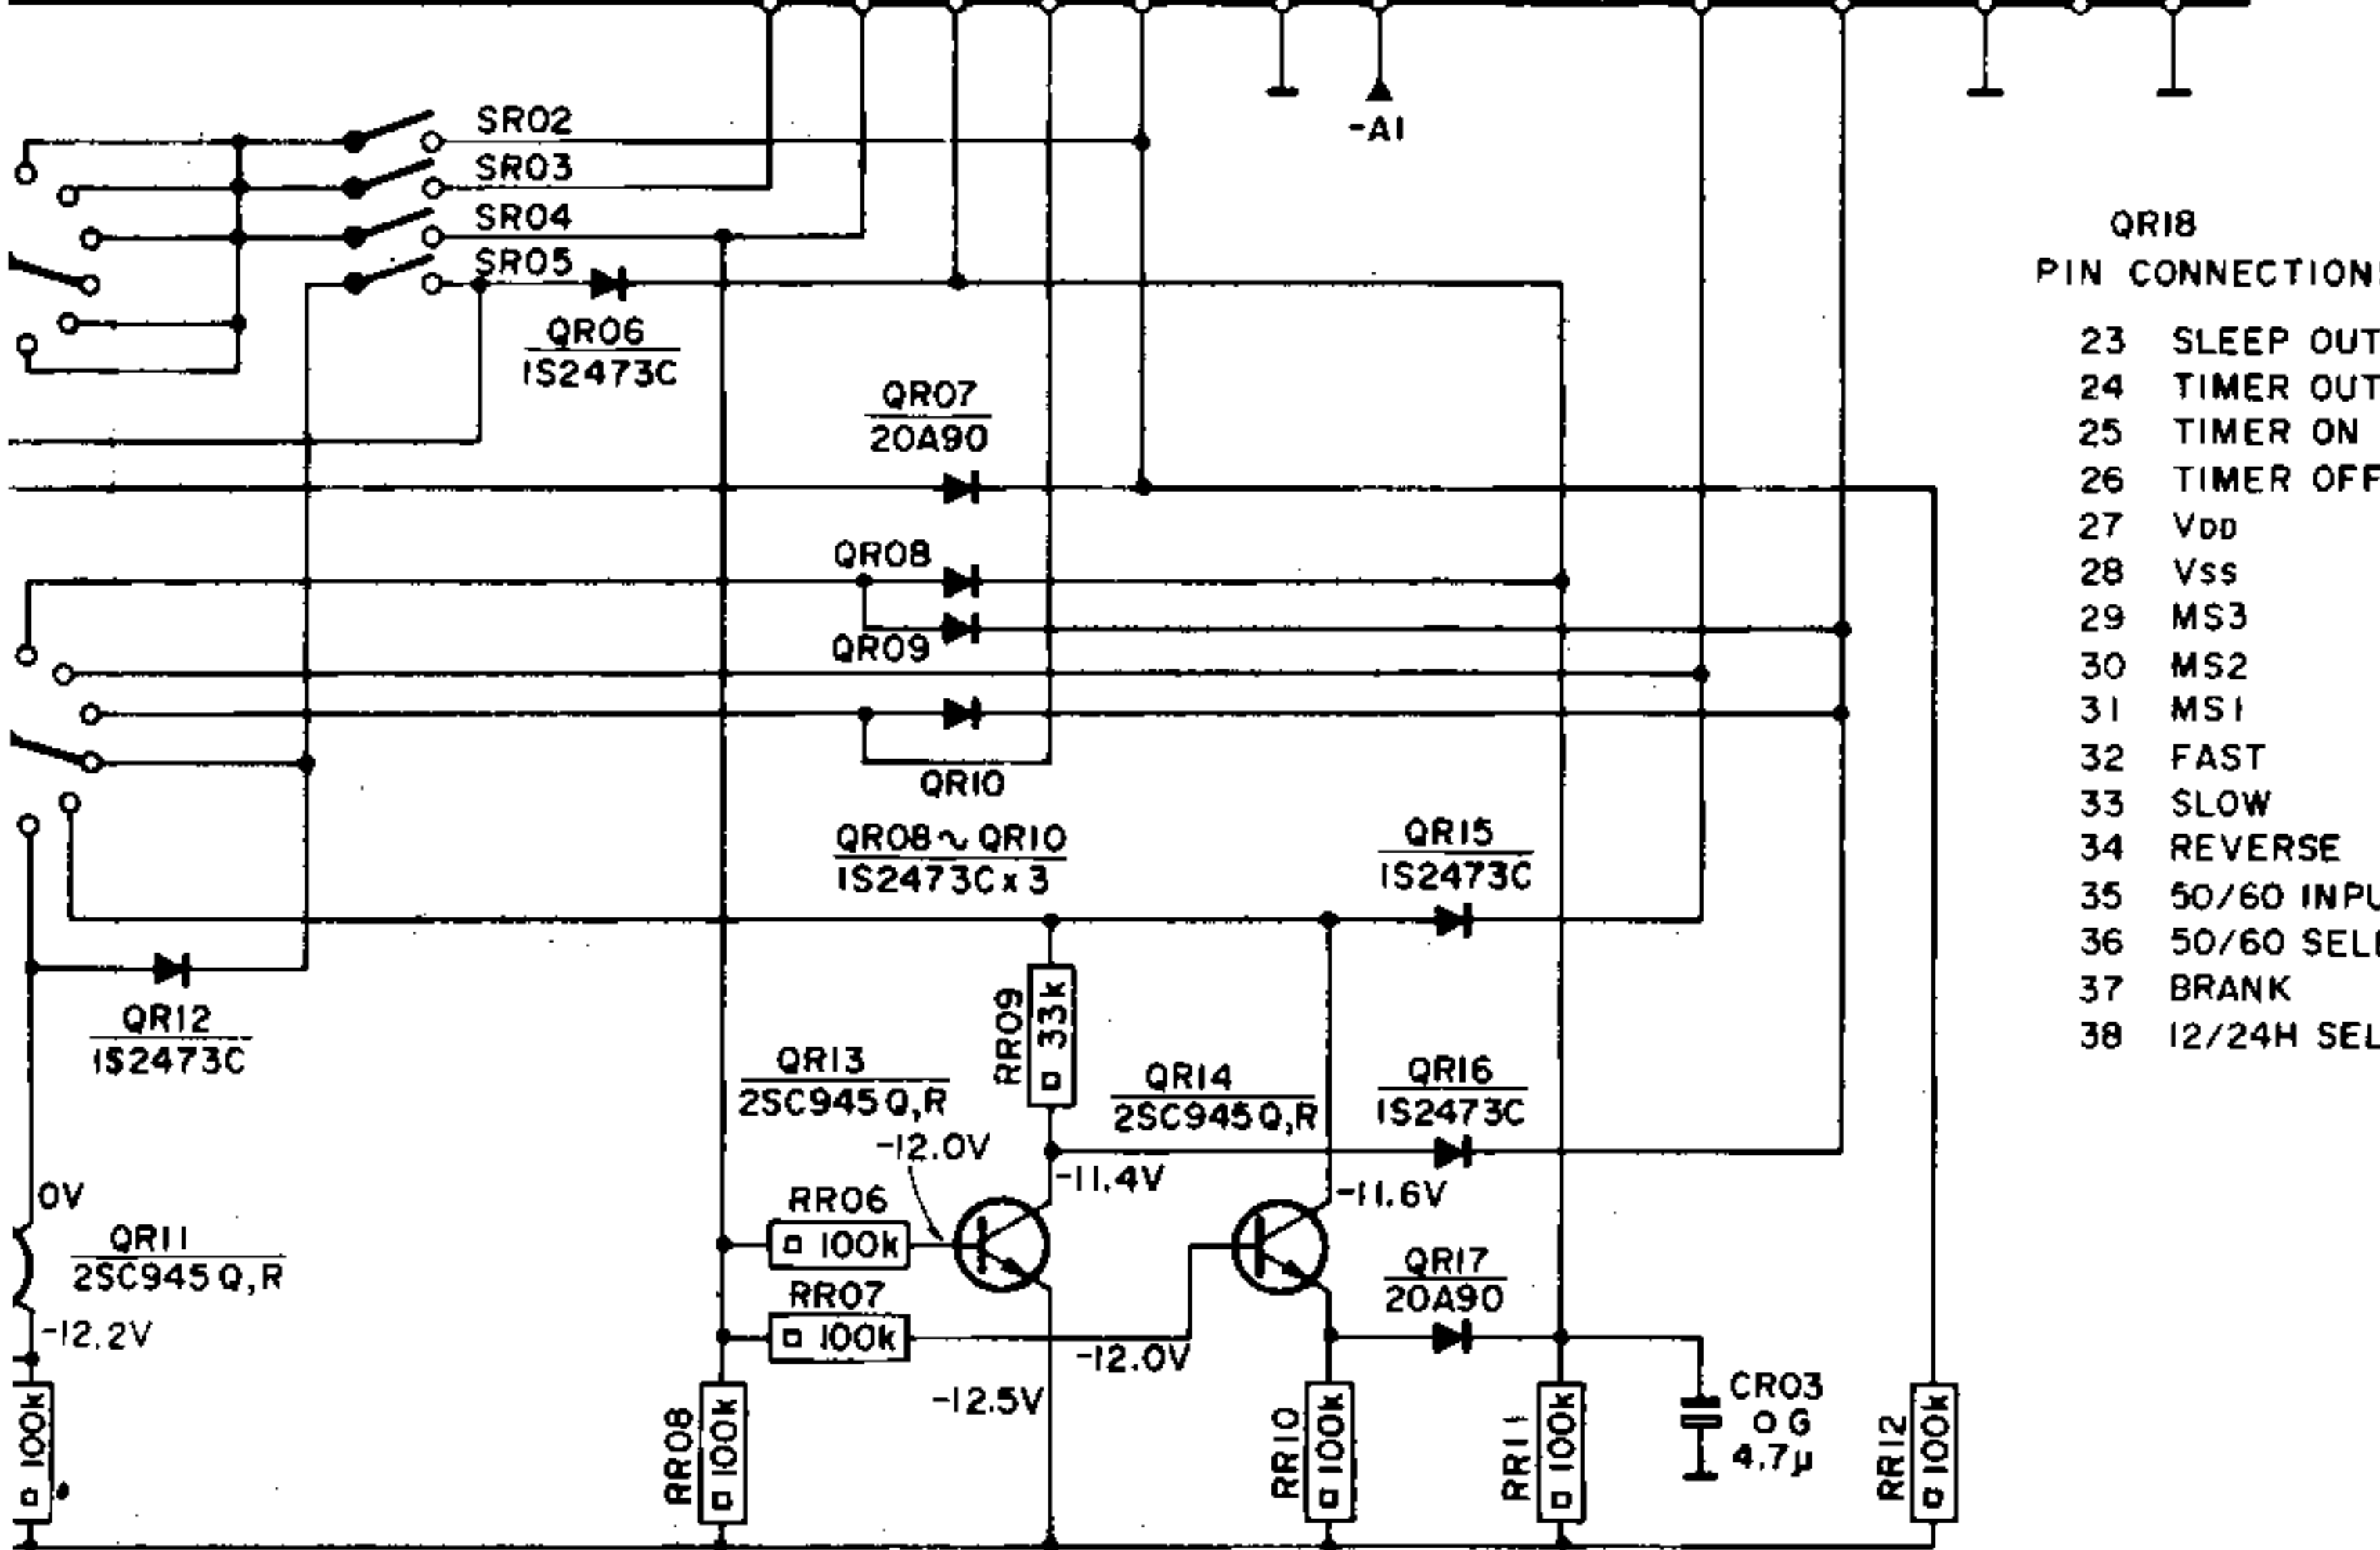 SR02
-A1
SR03
SR04
SR05
QR06
1S2473C
QR07
20A90
QR08
QR09
QR10
QR08~QR10
1S2473Cx3
QR15
1S2473C
QR12
1S2473C
RR09
33k
QR13
2SC945Q,R
-12.0V
QR14
2SC945Q,R
QR16
1S2473C
-11.4V
-11.6V
0V
QR11
2SC945Q,R
-12.2V
100k
RR06
100k
RR07
100k
-12.0V
-12.5V
QR17
20A90
RR08
100k
RR10
100k
RR11
100k
CR03
0G
4.7μ
RR12
100k
QR18
PIN CONNECTION
23 SLEEP OUT
24 TIMER OUT
25 TIMER ON
26 TIMER OFF
27 VDD
28 VSS
29 MS3
30 MS2
31 MS1
32 FAST
33 SLOW
34 REVERSE
35 50/60 INPU
36 50/60 SEL
37 BRANK
38 12/24H SEL